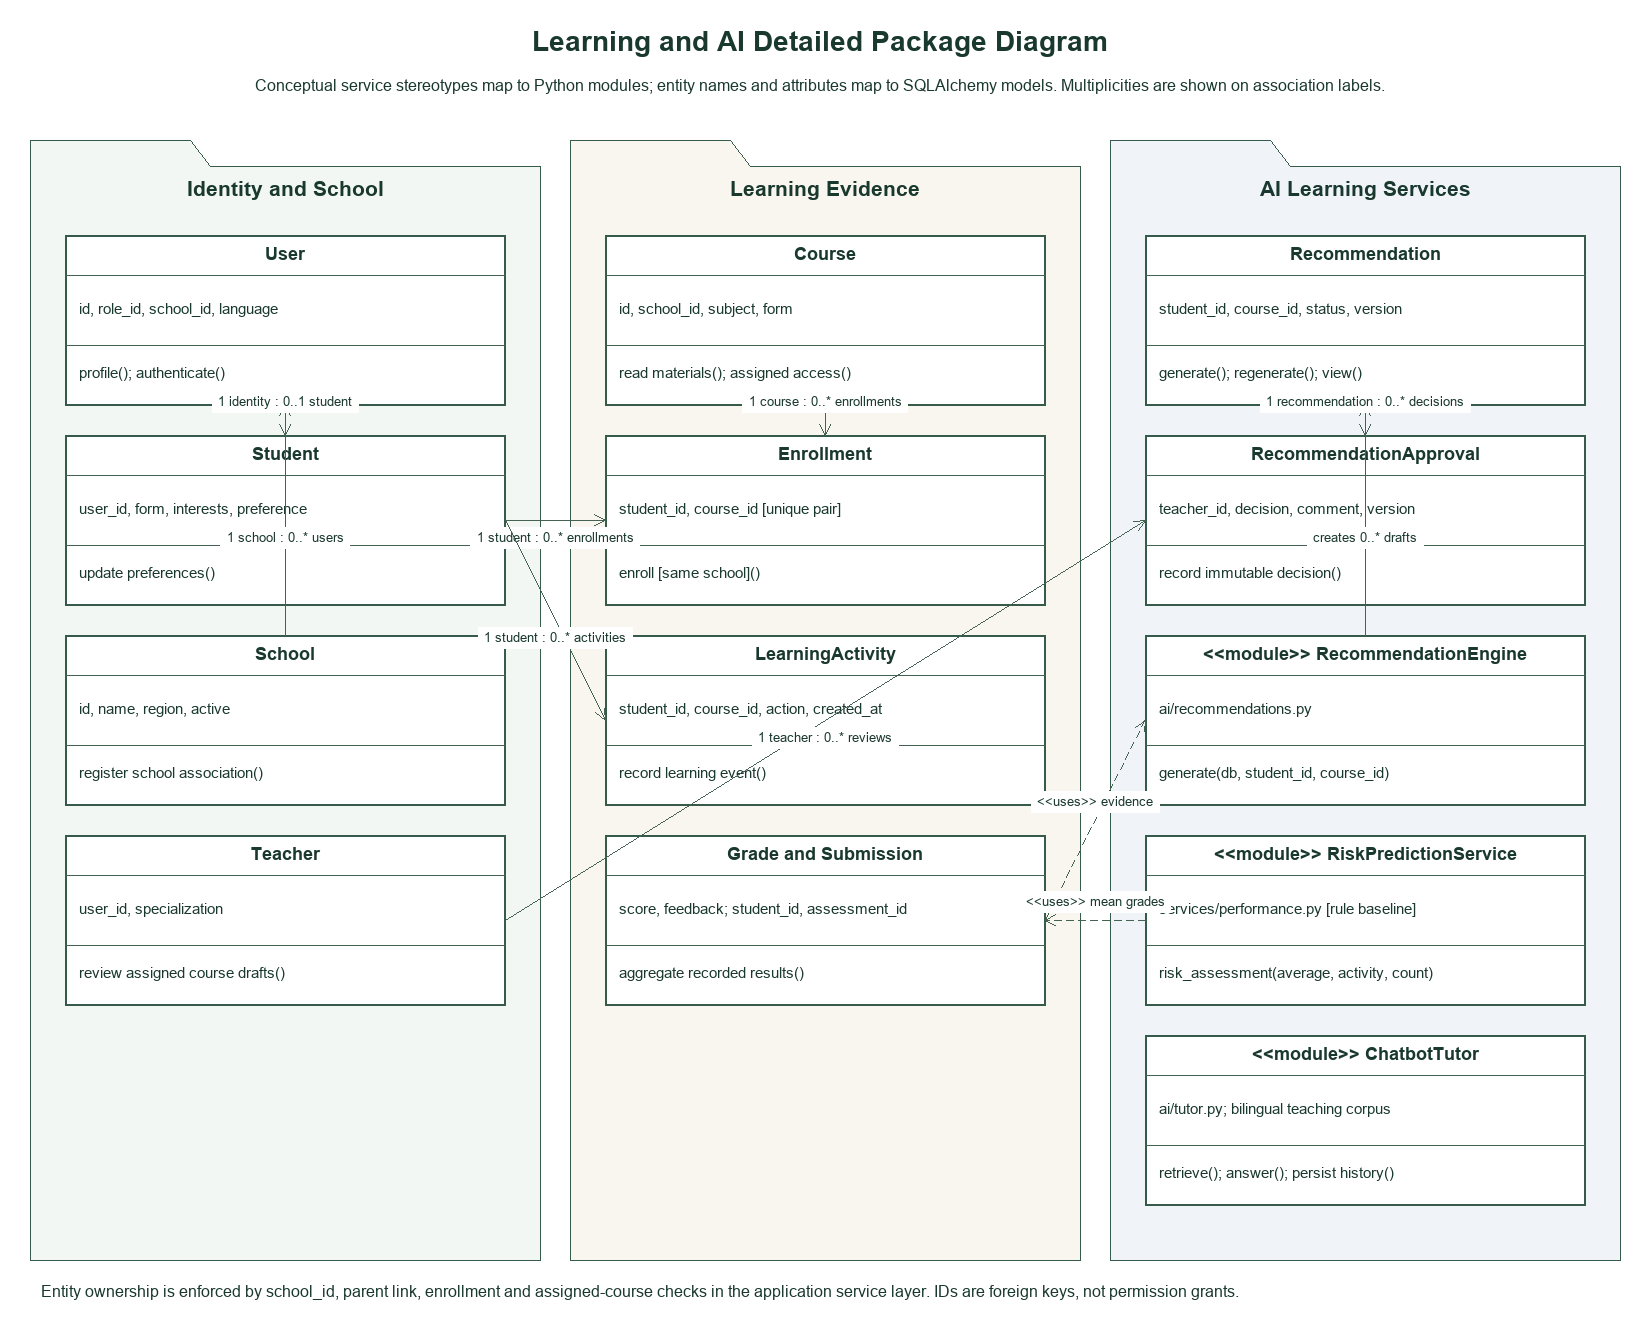 Learning and AI Detailed Package Diagram
Conceptual service stereotypes map to Python modules; entity names and attributes map to SQLAlchemy models. Multiplicities are shown on association labels.
Identity and School
User
id, role_id, school_id, language
profile(); authenticate()
1 identity : 0..1 student
Student
user_id, form, interests, preference
1 school : 0..* users
update preferences()
School
id, name, region, active
register school association()
Teacher
user_id, specialization
review assigned course drafts()
1 student : 0..* enrollments
1 student : 0..* activities
Learning Evidence
Course
id, school_id, subject, form
read materials(); assigned access()
1 course : 0..* enrollments
Enrollment
student_id, course_id [unique pair]
enroll [same school]()
LearningActivity
student_id, course_id, action, created_at
1 teacher : 0..* reviews
record learning event()
Grade and Submission
score, feedback; student_id, assessment_id
aggregate recorded results()
<<uses>> evidence
<<uses>> mean grades
AI Learning Services
Recommendation
student_id, course_id, status, version
generate(); regenerate(); view()
1 recommendation : 0..* decisions
RecommendationApproval
teacher_id, decision, comment, version
creates 0..* drafts
record immutable decision()
<<module>> RecommendationEngine
ai/recommendations.py
generate(db, student_id, course_id)
<<module>> RiskPredictionService
services/performance.py [rule baseline]
risk_assessment(average, activity, count)
<<module>> ChatbotTutor
ai/tutor.py; bilingual teaching corpus
retrieve(); answer(); persist history()
Entity ownership is enforced by school_id, parent link, enrollment and assigned-course checks in the application service layer. IDs are foreign keys, not permission grants.